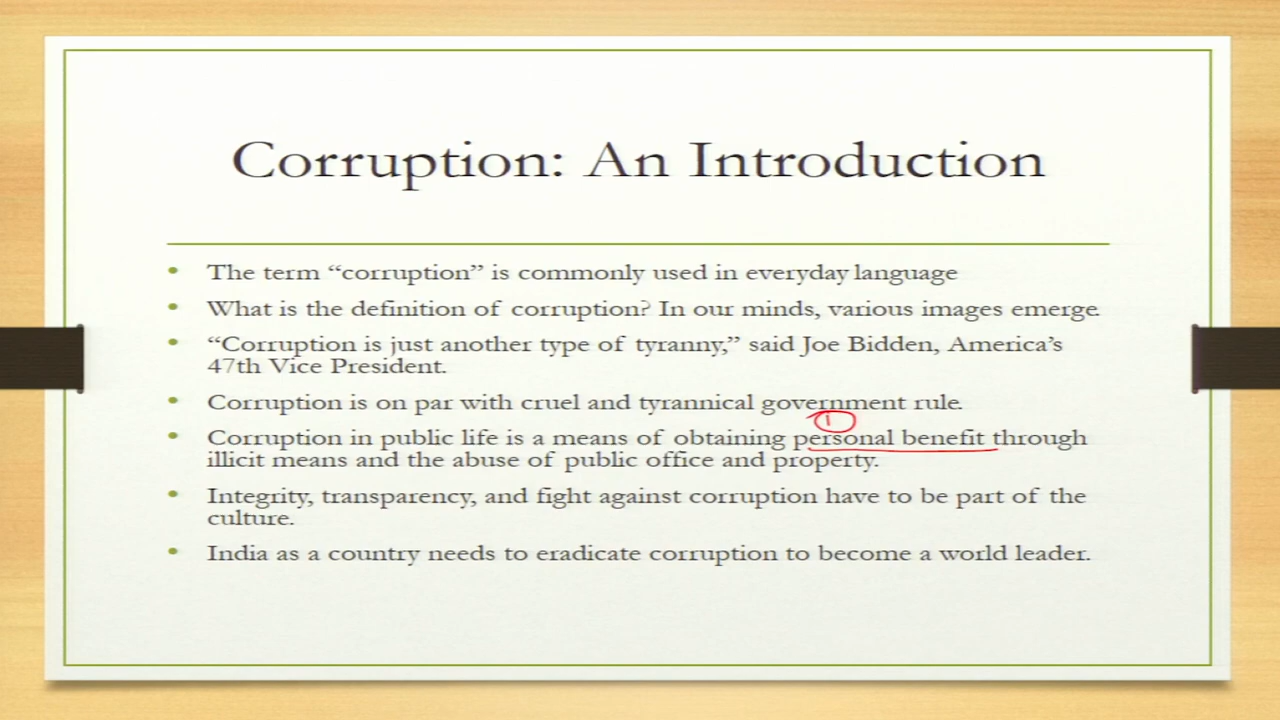 Corruption: An Introduction
• The term “corruption” is commonly used in everyday language
• What is the definition of corruption? In our minds, various images emerge.
• “Corruption is just another type of tyranny,” said Joe Bidden, America’s
47th Vice President.
• Corruption is on par with cruel and tyrannical government rule.
1
• Corruption in public life is a means of obtaining personal benefit through
illicit means and the abuse of public office and property.
• Integrity, transparency, and fight against corruption have to be part of the
culture.
• India as a country needs to eradicate corruption to become a world leader.